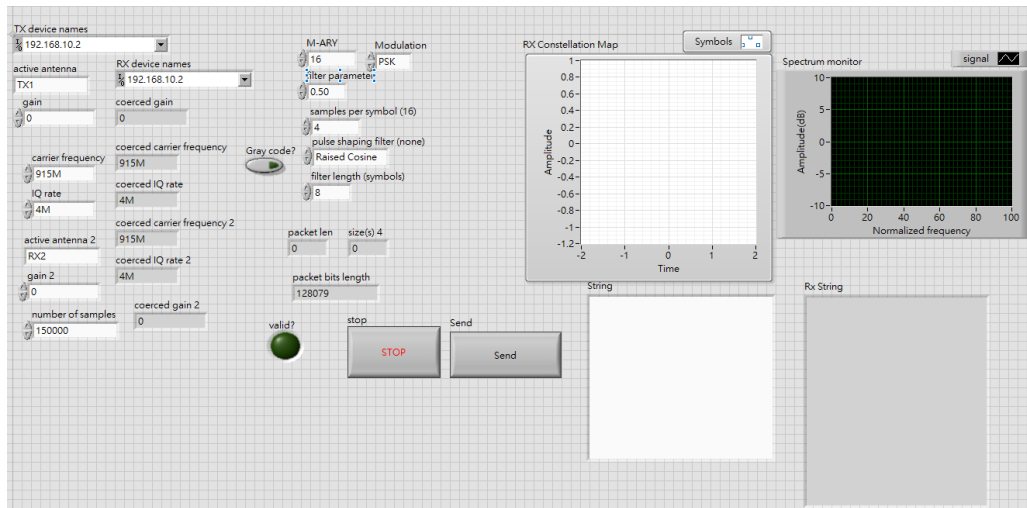 TX device names
192.168.10.2
active antenna
TX1
RX device names
192.168.10.2
gain
0
coerced gain
0
carrier frequency
915M
coerced carrier frequency
915M
IQ rate
4M
coerced IQ rate
4M
coerced carrier frequency 2
915M
active antenna 2
RX2
coerced IQ rate 2
4M
gain 2
0
number of samples
150000
coerced gain 2
0
M-ARY
16
Modulation
PSK
filter parameter
0.50
samples per symbol (16)
4
pulse shaping filter (none)
Raised Cosine
Gray code?
filter length (symbols)
8
packet len
0
size(s) 4
0
packet bits length
128079
valid?
stop
STOP
Send
Send
RX Constellation Map
Symbols
1
0.8
0.6
0.4
0.2
0
-0.2
-0.4
-0.6
-0.8
-1
-1.2
Amplitude
-2 -1 0 1 2
Time
Spectrum monitor
signal
10
5
0
-5
-10
Amplitude(dB)
0 20 40 60 80 100
Normalized frequency
String
Rx String